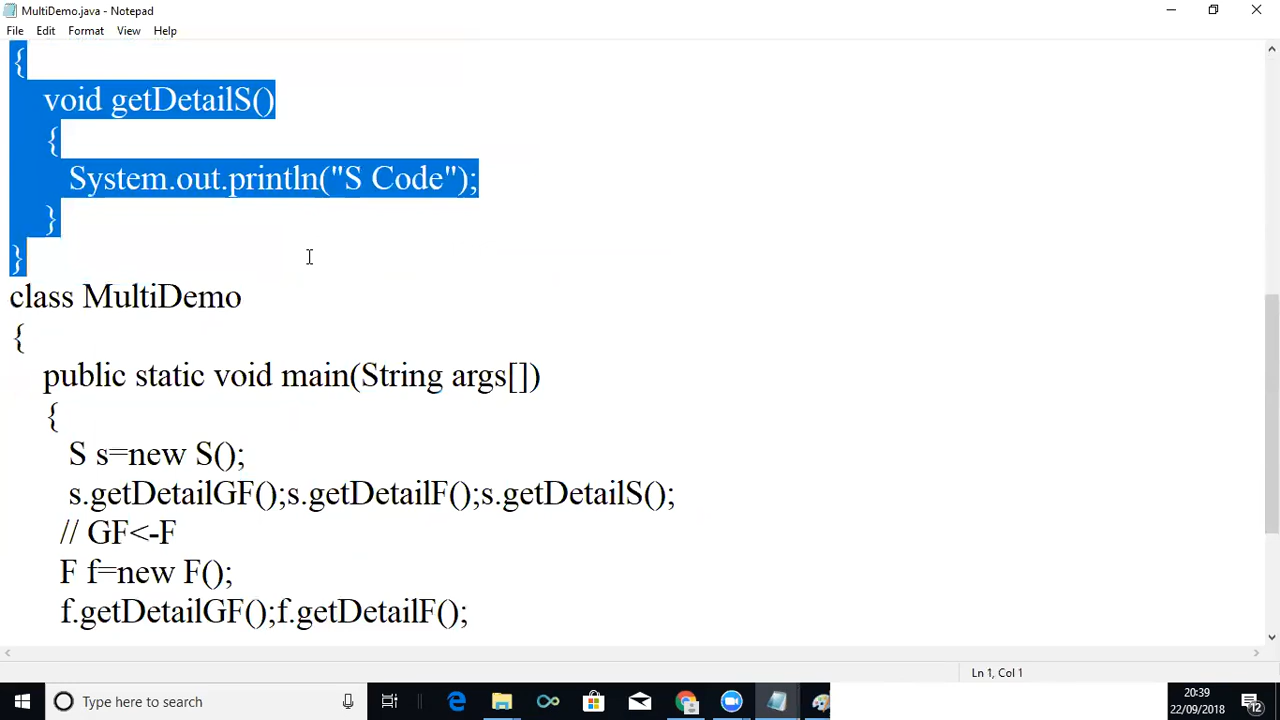 MultiDemo.java - Notepad
File Edit Format View Help
{
void getDetailS()
{
System.out.println("S Code");
}
}
class MultiDemo
{
public static void main(String args[])
{
S s=new S();
s.getDetailGF();s.getDetailF();s.getDetailS();
// GF<-F
F f=new F();
f.getDetailGF();f.getDetailF();
Ln 1, Col 1
Type here to search
20:39
22/09/2018
12